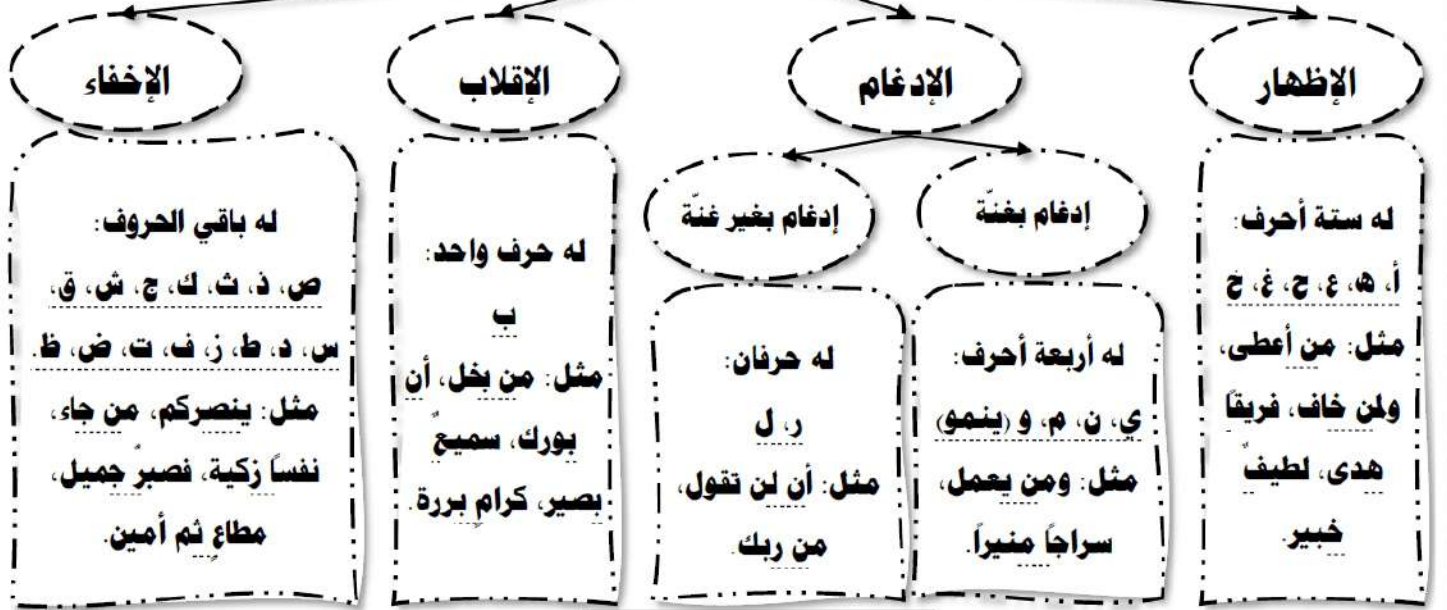 الإظهار
الإدغام
الإقلاب
الإخفاء
له ستة أحرف:
أ، هـ، ع، ح، غ، خ
مثل: من أعطى،
ولمن خاف، فريقاً
هدى، لطيفٌ
خبير.
إدغام بغنّة
له أربعة أحرف:
ي، ن، م، و (ينمو)
مثل: ومن يعمل،
سراجاً منيراً.
إدغام بغير غنّة
له حرفان:
ر، ل
مثل: أن لن تقول،
من ربك.
له حرف واحد:
ب
مثل: من بخل، أن
بورك، سميعٌ
بصير، كرامٍ بررة.
له باقي الحروف:
ص، ذ، ث، ك، ج، ش، ق،
س، د، ط، ز، ف، ت، ض، ظ.
مثل: ينصركم، من جاء،
نفساً زكية، فصبرٌ جميل،
مطاعٍ ثم أمين.